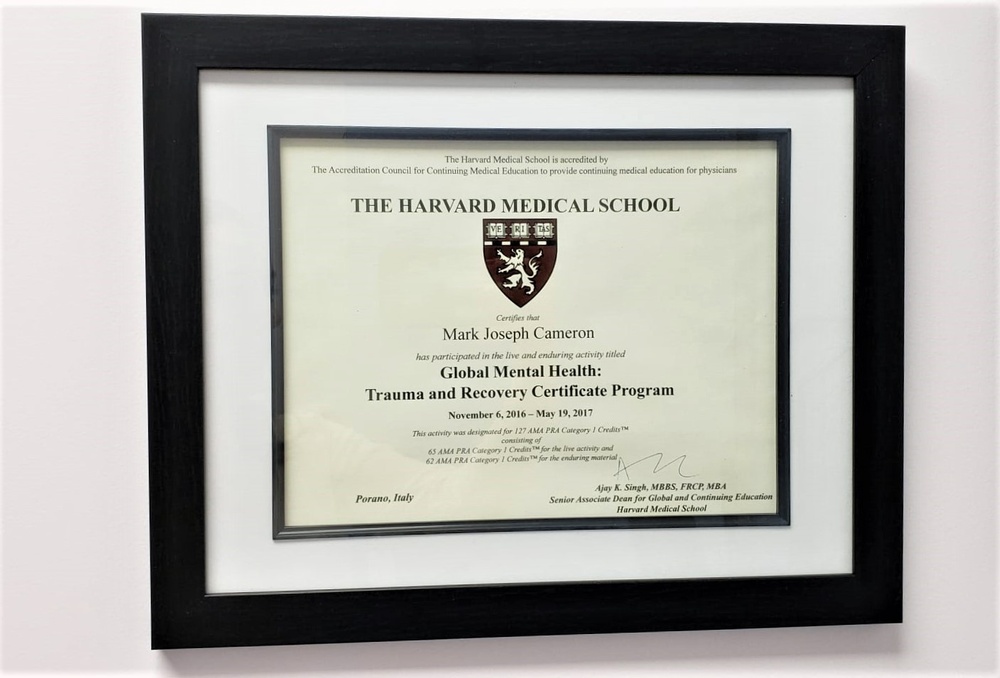 The Harvard Medical School is accredited by
The Accreditation Council for Continuing Medical Education to provide continuing medical education for physicians
THE HARVARD MEDICAL SCHOOL
VE RI TAS
Certifies that
Mark Joseph Cameron
has participated in the live and enduring activity titled
Global Mental Health:
Trauma and Recovery Certificate Program
November 6, 2016 – May 19, 2017
This activity was designated for 127 AMA PRA Category 1 Credits™
consisting of
65 AMA PRA Category 1 Credits™ for the live activity and
62 AMA PRA Category 1 Credits™ for the enduring material
Ajay K. Singh, MBBS, FRCP, MBA
Senior Associate Dean for Global and Continuing Education
Harvard Medical School
Porano, Italy